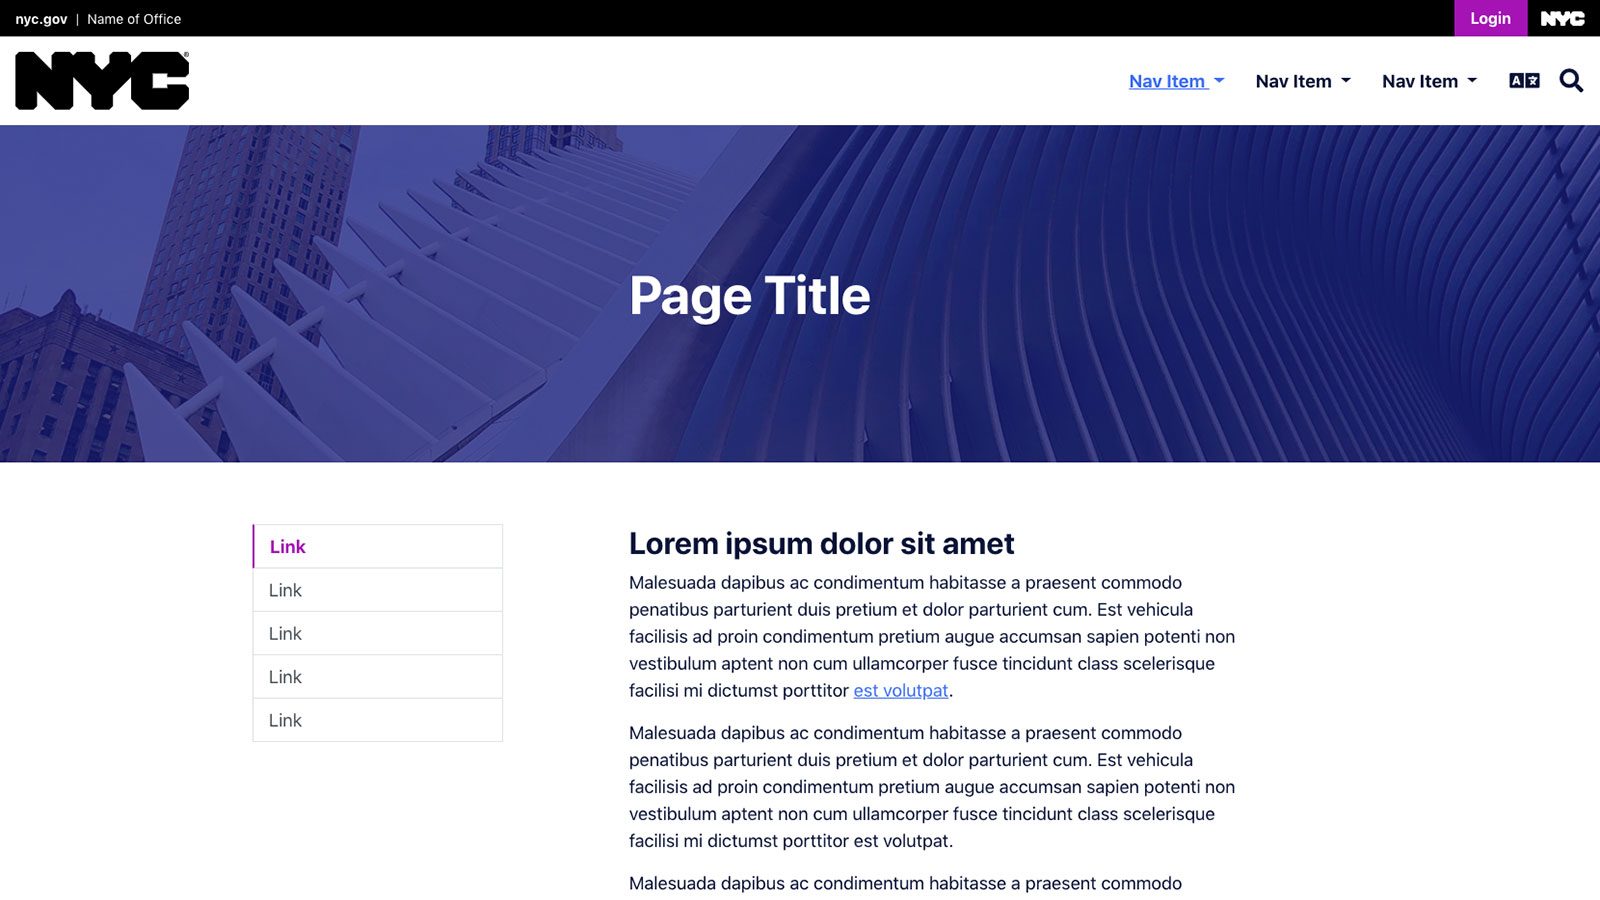 nyc.gov | Name of Office
Login
NYC
NYC®
Nav Item
Nav Item
Nav Item
A文
Page Title
Link
Link
Link
Link
Link
Lorem ipsum dolor sit amet
Malesuada dapibus ac condimentum habitasse a praesent commodo
penatibus parturient duis pretium et dolor parturient cum. Est vehicula
facilisis ad proin condimentum pretium augue accumsan sapien potenti non
vestibulum aptent non cum ullamcorper fusce tincidunt class scelerisque
facilisi mi dictumst porttitor est volutpat.
Malesuada dapibus ac condimentum habitasse a praesent commodo
penatibus parturient duis pretium et dolor parturient cum. Est vehicula
facilisis ad proin condimentum pretium augue accumsan sapien potenti non
vestibulum aptent non cum ullamcorper fusce tincidunt class scelerisque
facilisi mi dictumst porttitor est volutpat.
Malesuada dapibus ac condimentum habitasse a praesent commodo